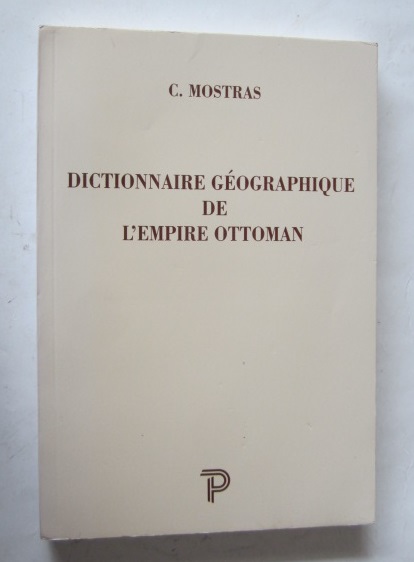 C. MOSTRAS
DICTIONNAIRE GÉOGRAPHIQUE
DE
L'EMPIRE OTTOMAN
P